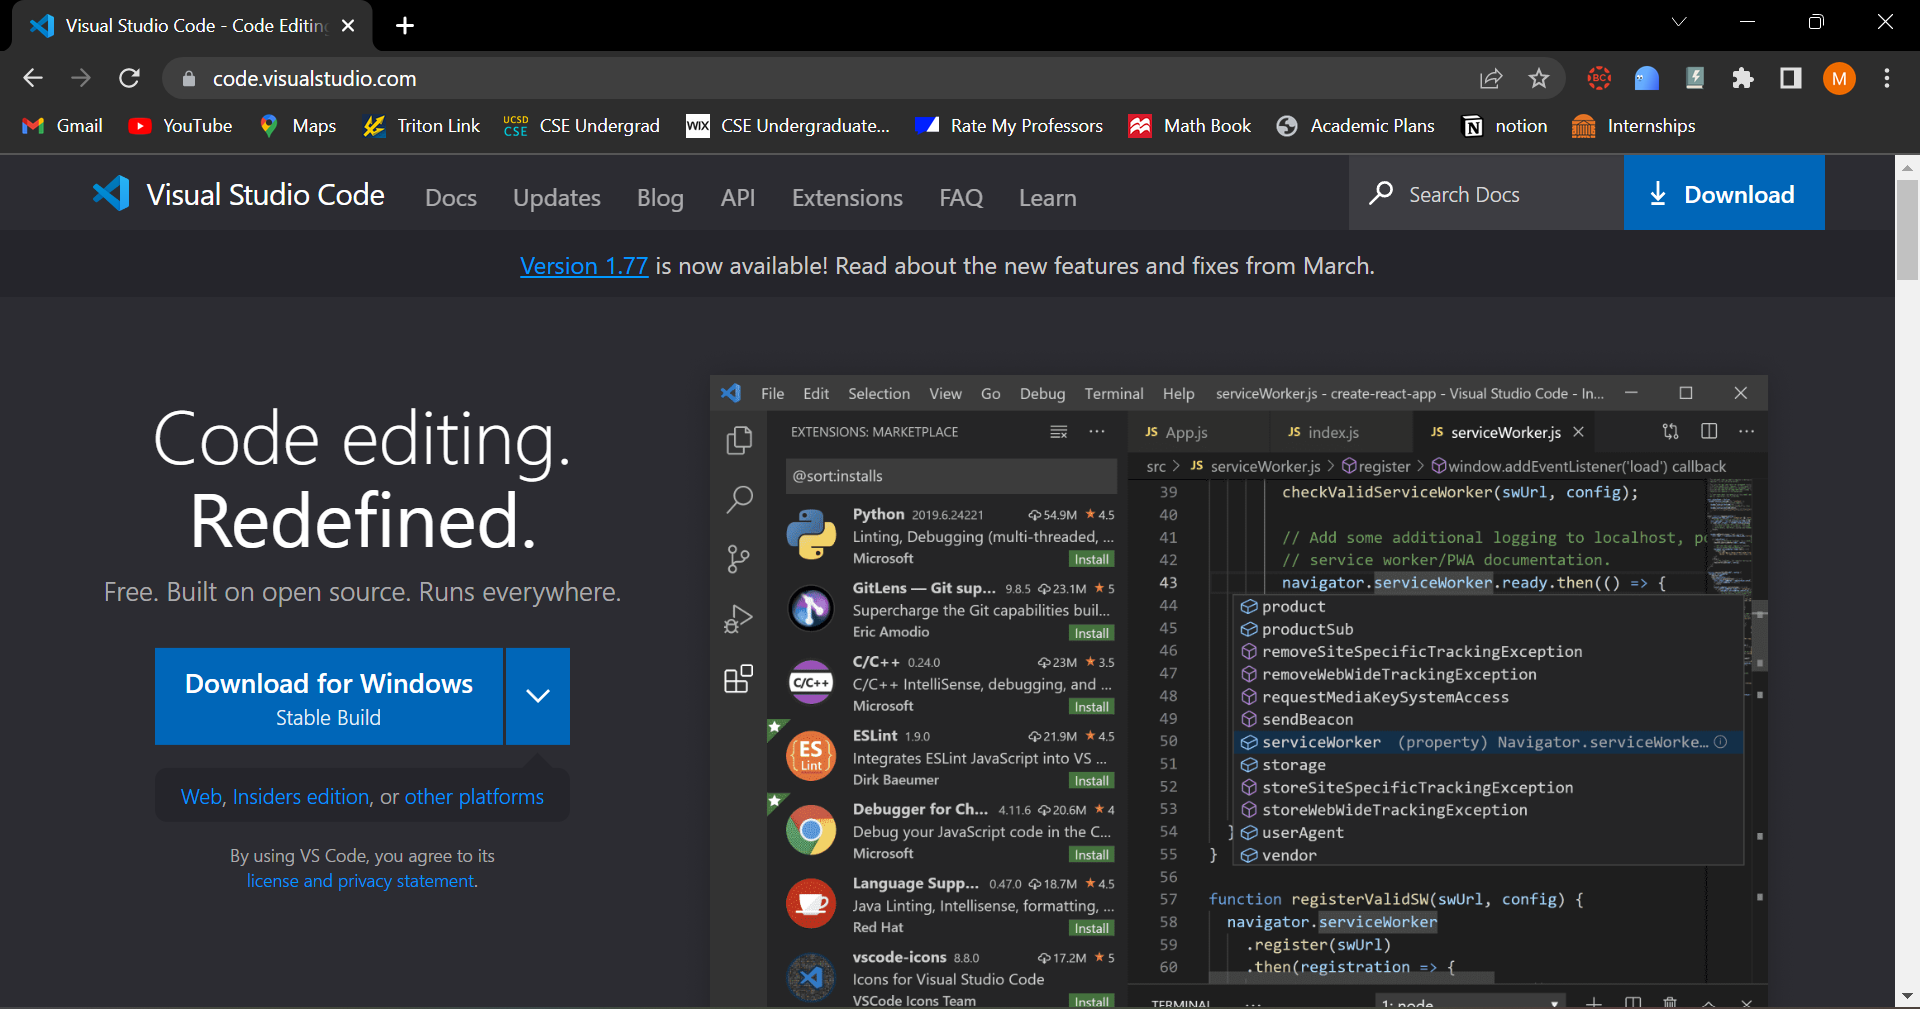 Visual Studio Code - Code Editin
code.visualstudio.com
BC
M
Gmail
YouTube
Maps
Triton Link
UCSD CSE
CSE Undergrad
WIX
CSE Undergraduate...
Rate My Professors
Math Book
Academic Plans
notion
Internships
Visual Studio Code
Docs
Updates
Blog
API
Extensions
FAQ
Learn
Search Docs
Download
Version 1.77 is now available! Read about the new features and fixes from March.
Code editing.
Redefined.
Free. Built on open source. Runs everywhere.
Download for Windows
Stable Build
Web, Insiders edition, or other platforms
By using VS Code, you agree to its
license and privacy statement.
File Edit Selection View Go Debug Terminal Help serviceWorker.js - create-react-app - Visual Studio Code - In...
EXTENSIONS: MARKETPLACE
@sort:installs
Python 2019.6.24221 54.9M 4.5
Linting, Debugging (multi-threaded, ...
Microsoft Install
GitLens — Git sup... 9.8.5 23.1M 5
Supercharge the Git capabilities buil...
Eric Amodio Install
C/C++
C/C++ 0.24.0 23M 3.5
C/C++ IntelliSense, debugging, and ...
Microsoft Install
ES Lint
ESLint 1.9.0 21.9M 4.5
Integrates ESLint JavaScript into VS ...
Dirk Baeumer Install
Debugger for Ch... 4.11.6 20.6M 4
Debug your JavaScript code in the C...
Microsoft Install
Language Supp... 0.47.0 18.7M 4.5
Java Linting, Intellisense, formatting, ...
Red Hat Install
vscode-icons 8.8.0 17.2M 5
Icons for Visual Studio Code
VSCode Icons Team Install
JS App.js
JS index.js
JS serviceWorker.js
src > JS serviceWorker.js > register > window.addEventListener('load') callback
39 checkValidServiceWorker(swUrl, config);
40
41 // Add some additional logging to localhost, po
42 // service worker/PWA documentation.
43 navigator.serviceWorker.ready.then(() => {
44 product
45 productSub
46 removeSiteSpecificTrackingException
47 removeWebWideTrackingException
48 requestMediaKeySystemAccess
49 sendBeacon
50 serviceWorker (property) Navigator.serviceWorke...
51 storage
52 storeSiteSpecificTrackingException
53 storeWebWideTrackingException
54 } userAgent
55 } vendor
56
57 function registerValidSW(swUrl, config) {
58 navigator.serviceWorker
59 .register(swUrl)
60 .then(registration => {
TERMINAL ... 1: node